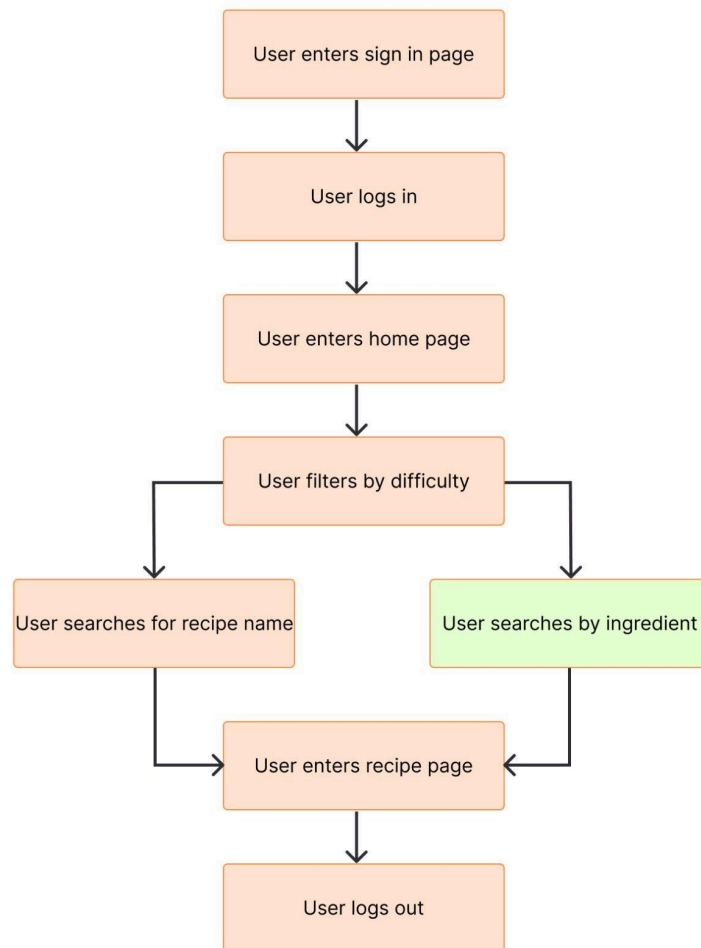 User enters sign in page
User logs in
User enters home page
User filters by difficulty
User searches for recipe name
User searches by ingredient
User enters recipe page
User logs out